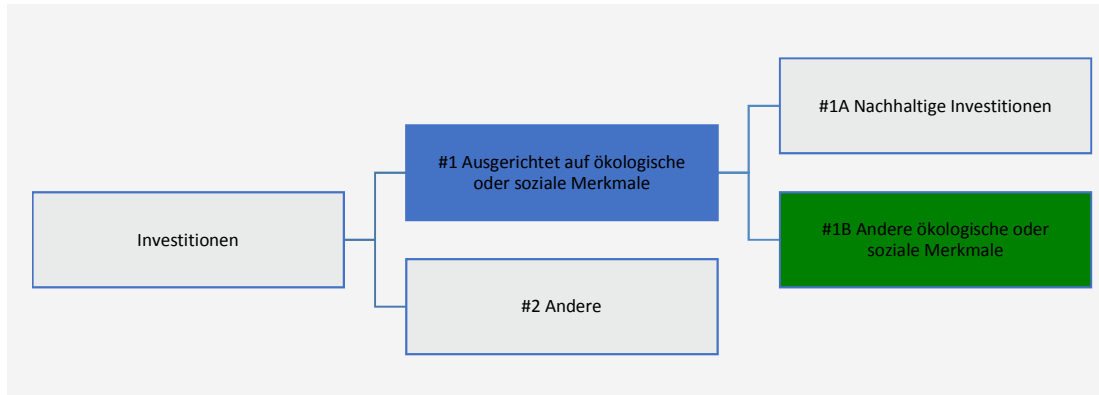 Investitionen
#1 Ausgerichtet auf ökologische
oder soziale Merkmale
#2 Andere
#1A Nachhaltige Investitionen
#1B Andere ökologische oder
soziale Merkmale